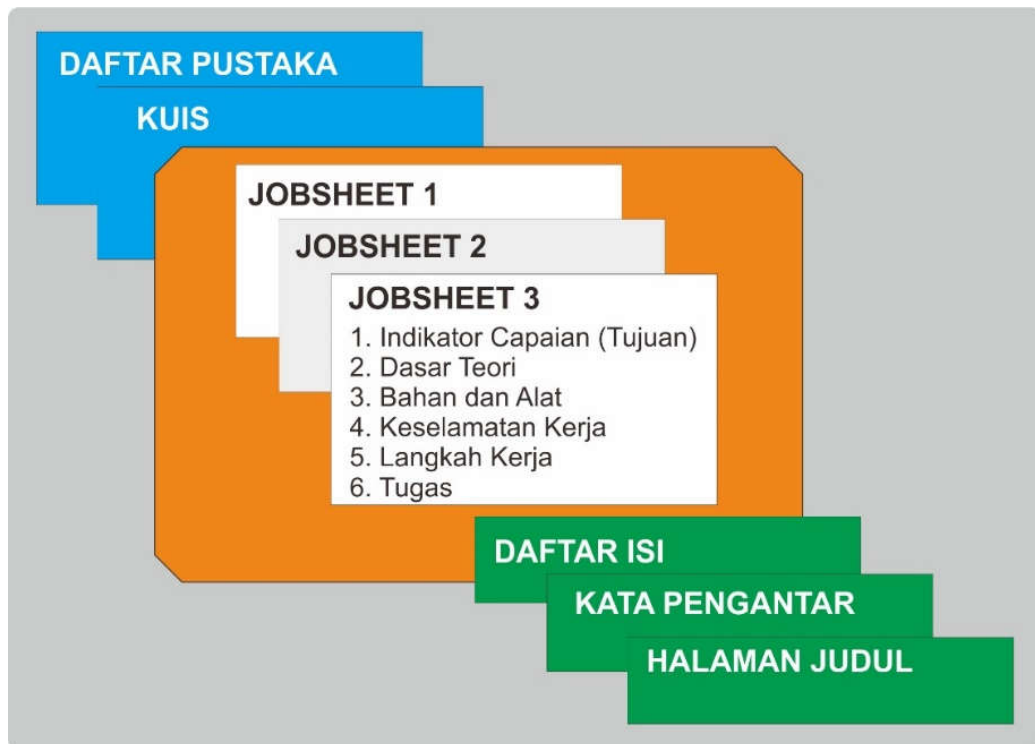 DAFTAR PUSTAKA
KUIS
JOBSHEET 1
JOBSHEET 2
JOBSHEET 3
1. Indikator Capaian (Tujuan)
2. Dasar Teori
3. Bahan dan Alat
4. Keselamatan Kerja
5. Langkah Kerja
6. Tugas
DAFTAR ISI
KATA PENGANTAR
HALAMAN JUDUL